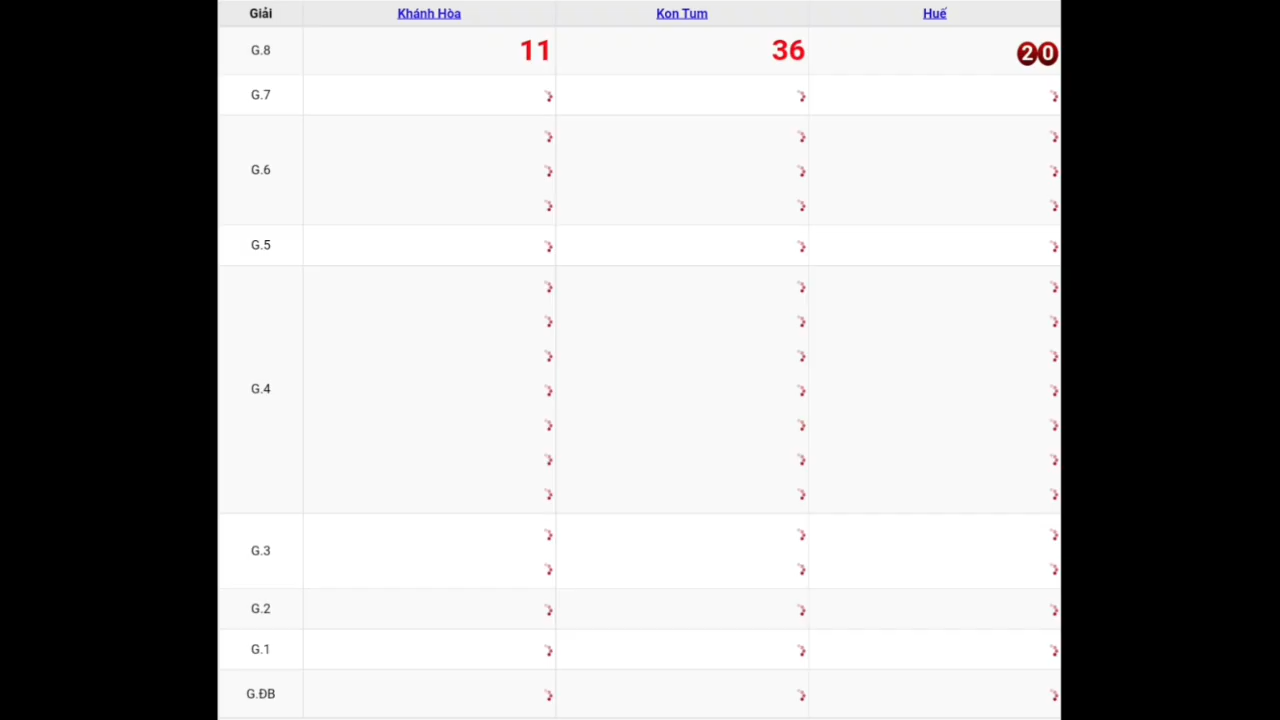 Giải Khánh Hòa Kon Tum Huế
G.8 11 36 20
G.7
G.6
G.5
G.4
G.3
G.2
G.1
G.ĐB